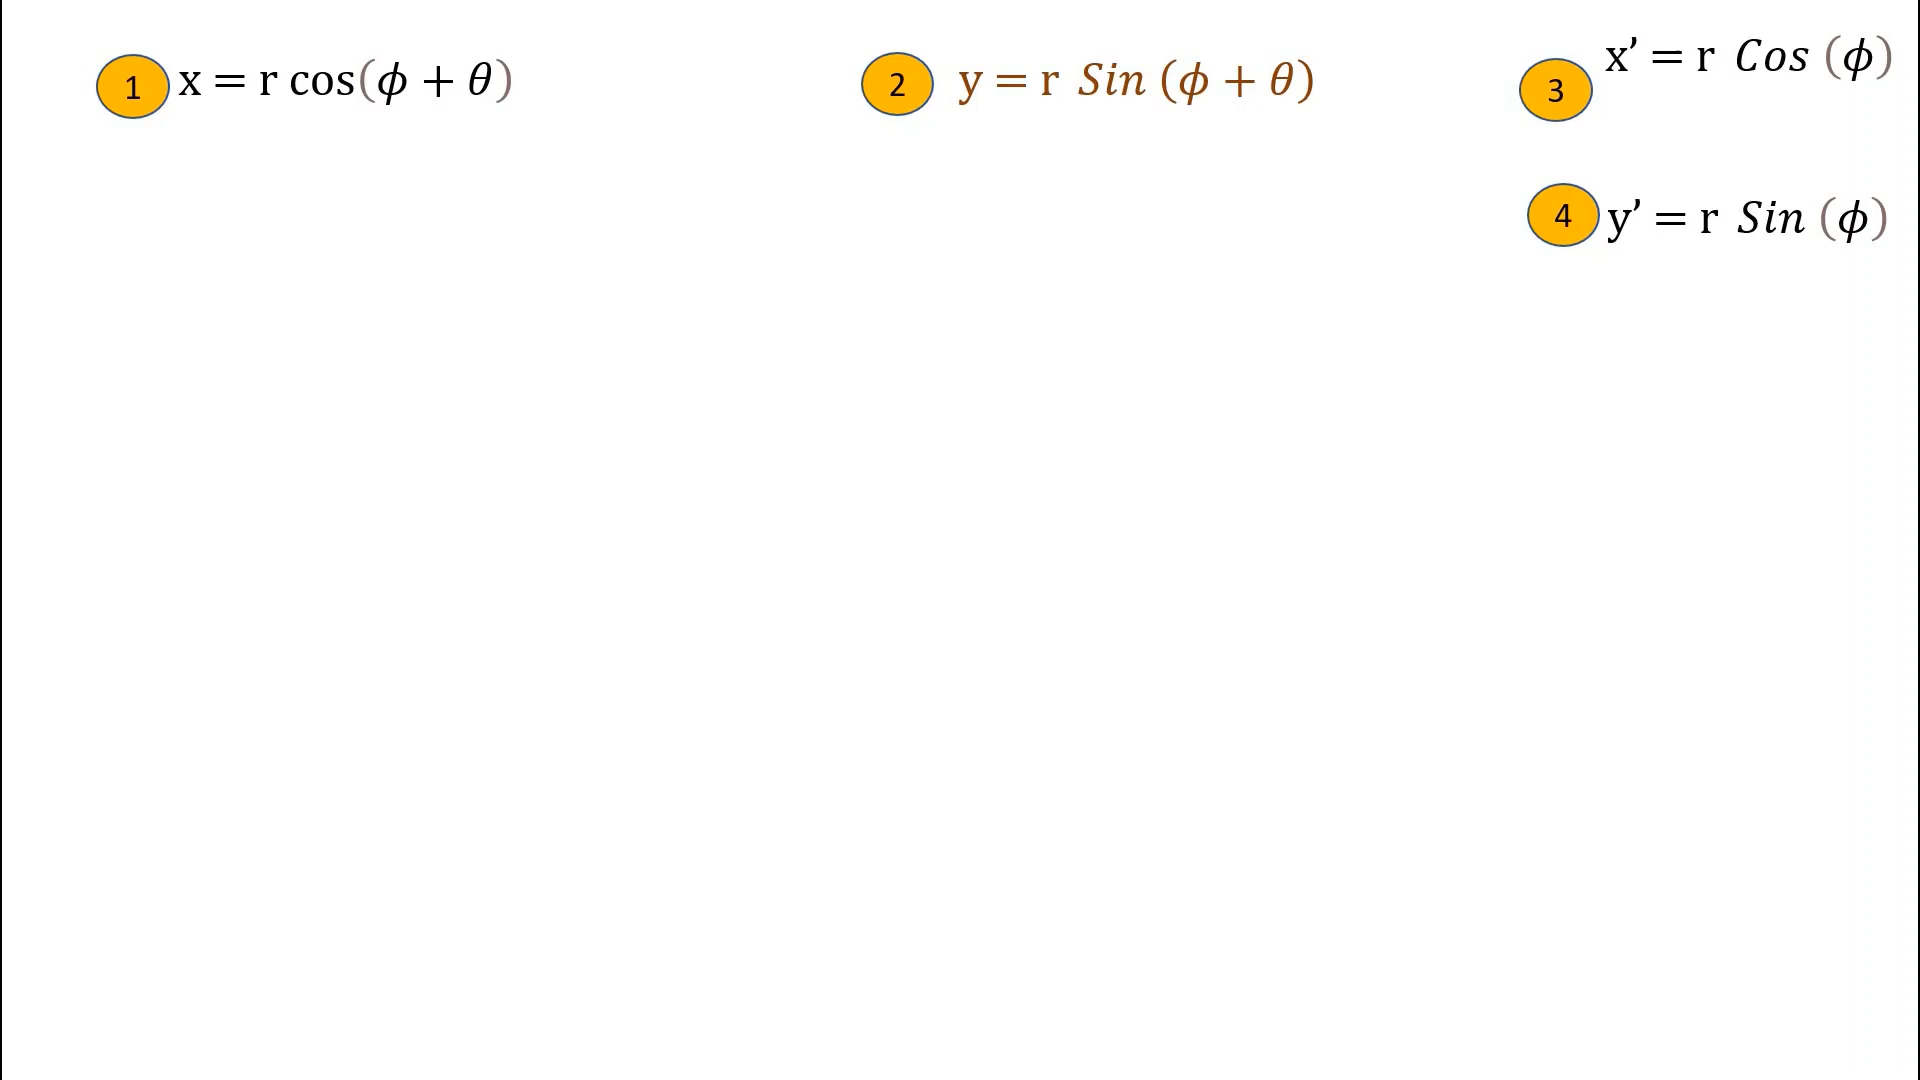 1 x = r cos(ϕ + θ)
2 y = r Sin (ϕ + θ)
3 x’ = r Cos (ϕ)
4 y’ = r Sin (ϕ)